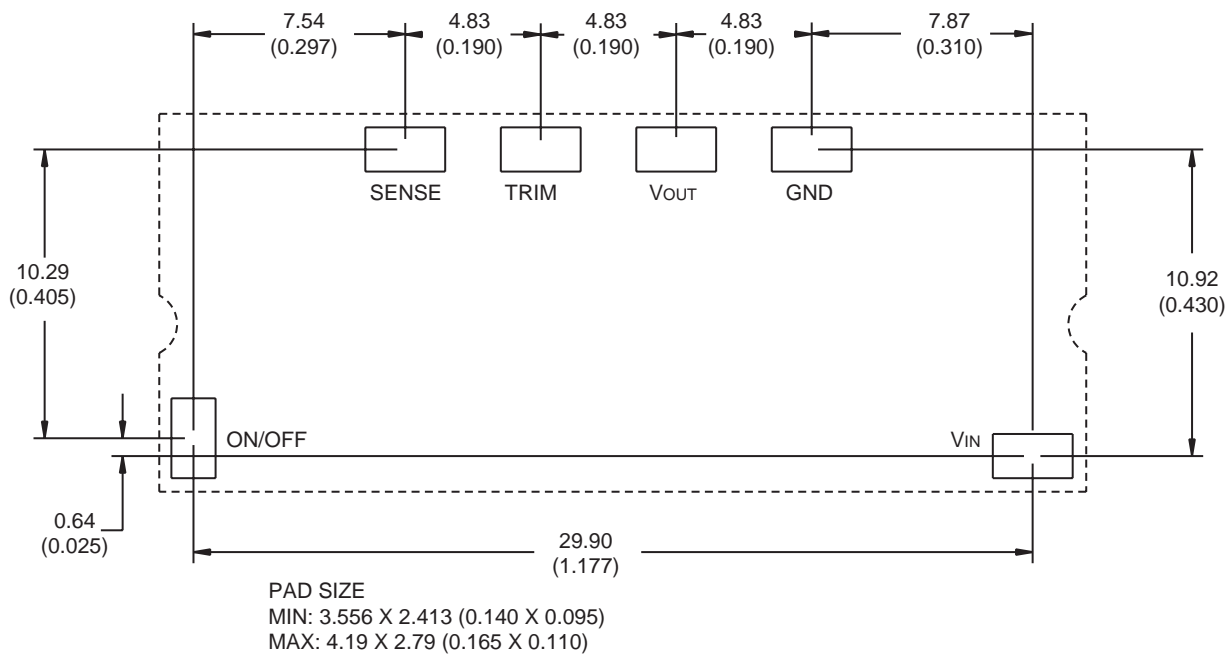 7.54 4.83 4.83 4.83 7.87
(0.297) (0.190) (0.190) (0.190) (0.310)
SENSE TRIM VOUT GND
10.29
(0.405)
10.92
(0.430)
ON/OFF VIN
0.64
(0.025)
29.90
(1.177)
PAD SIZE
MIN: 3.556 X 2.413 (0.140 X 0.095)
MAX: 4.19 X 2.79 (0.165 X 0.110)